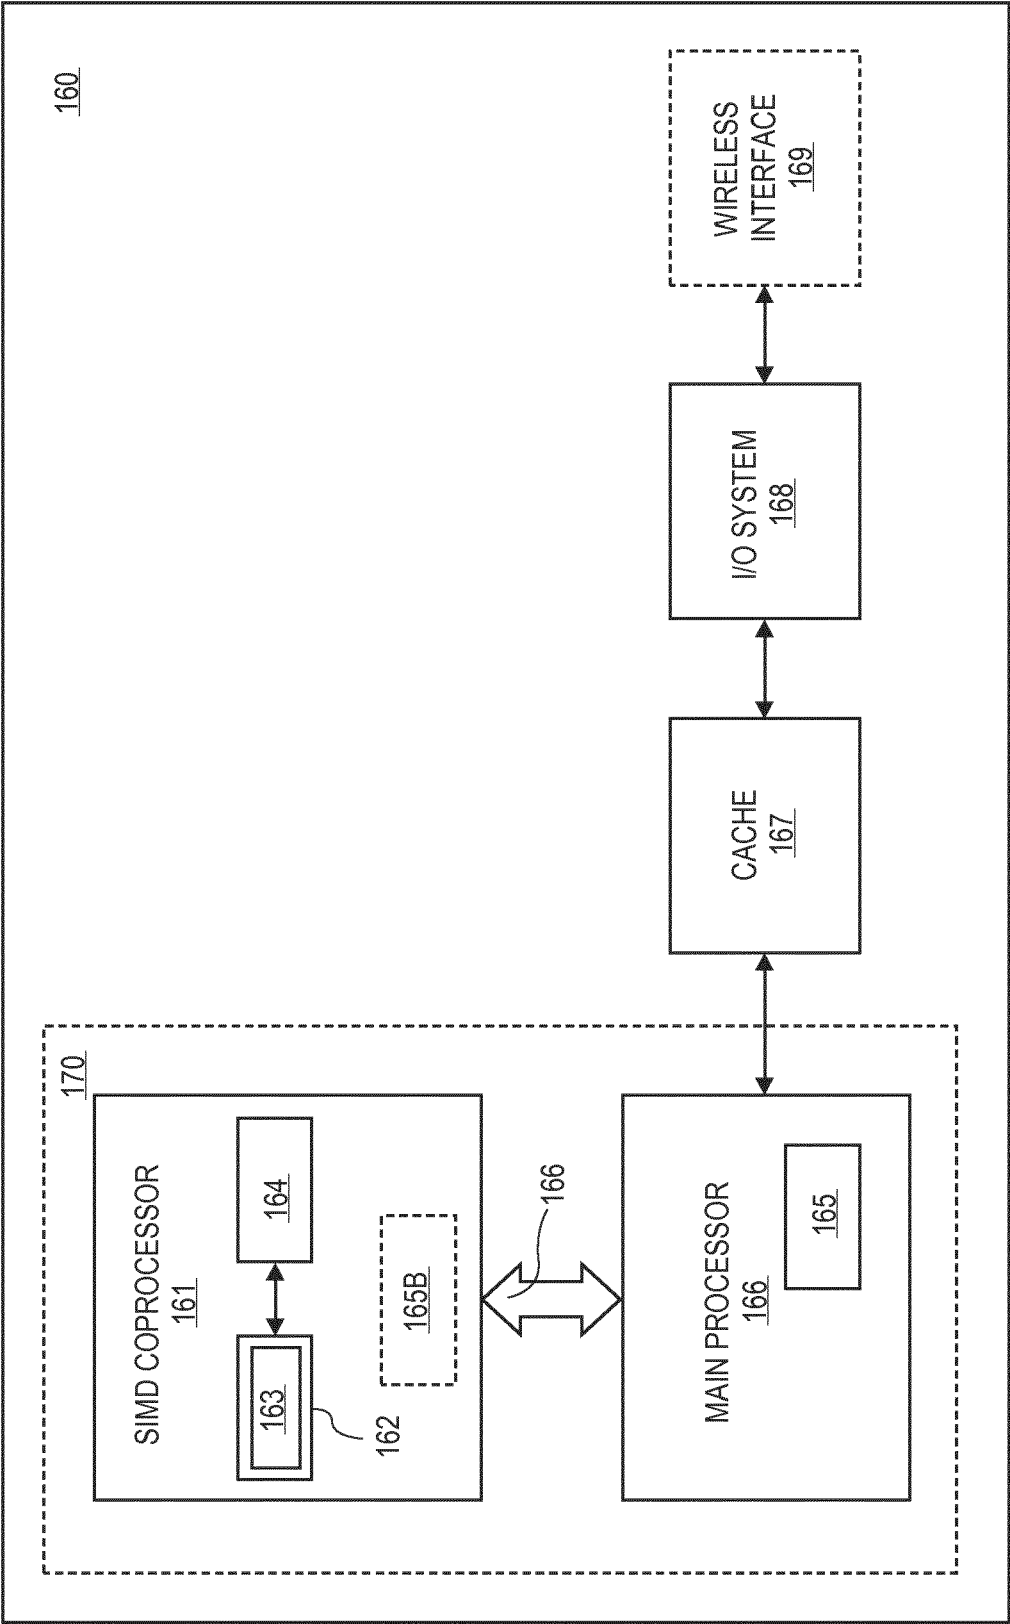 160
170
SIMD COPROCESSOR
161
163
162
164
165B
166
MAIN PROCESSOR
166
165
CACHE
167
I/O SYSTEM
168
WIRELESS
INTERFACE
169